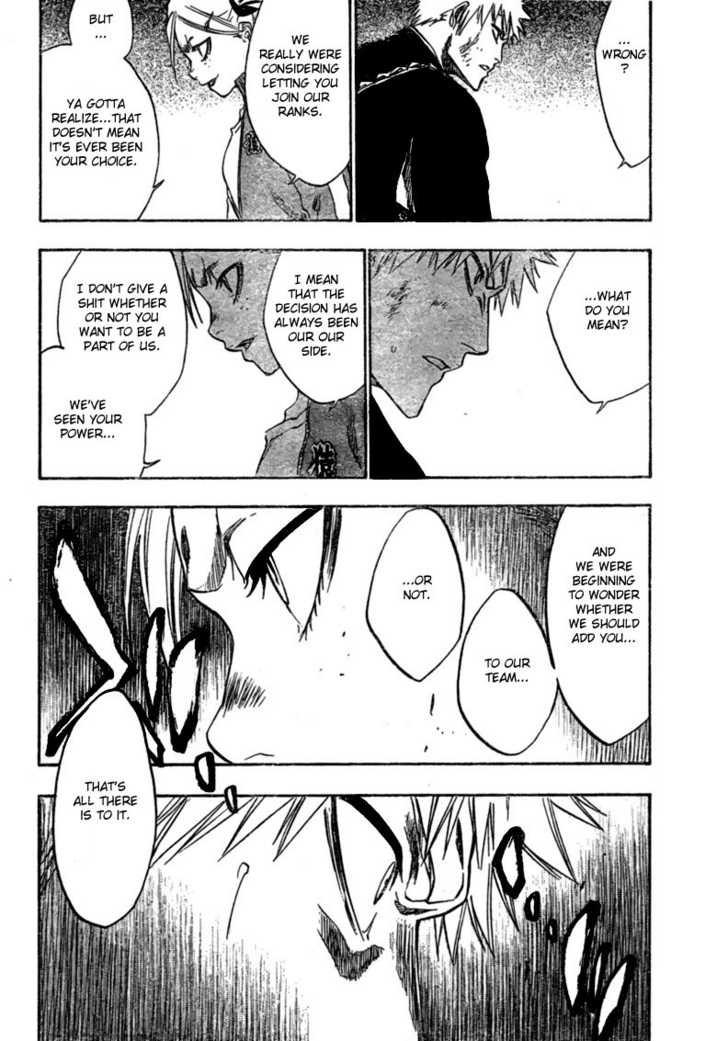 ...
WRONG
?
WE
REALLY WERE
CONSIDERING
LETTING YOU
JOIN OUR
RANKS.
BUT
...
YA GOTTA
REALIZE...THAT
DOESN'T MEAN
IT'S EVER BEEN
YOUR CHOICE.
...WHAT
DO YOU
MEAN?
I MEAN
THAT THE
DECISION HAS
ALWAYS BEEN
OUR OUR
SIDE.
I DON'T GIVE A
SHIT WHETHER
OR NOT YOU
WANT TO BE A
PART OF US.
WE'VE
SEEN YOUR
POWER...
AND
WE WERE
BEGINNING
TO WONDER
WHETHER
WE SHOULD
ADD YOU...
TO OUR
TEAM...
...OR
NOT.
THAT'S
ALL THERE
IS TO IT.